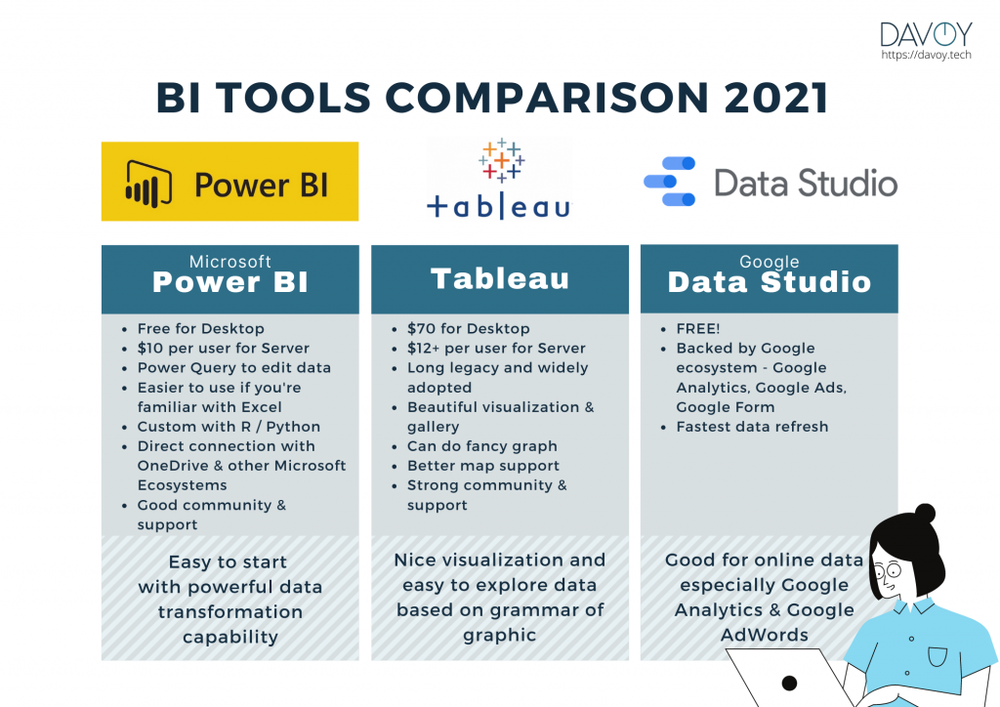 DAVOY
https://davoy.tech
BI TOOLS COMPARISON 2021
Power BI
+ableau
Data Studio
Microsoft
Power BI
• Free for Desktop
• $10 per user for Server
• Power Query to edit data
• Easier to use if you're
familiar with Excel
• Custom with R / Python
• Direct connection with
OneDrive & other Microsoft
Ecosystems
• Good community &
support
Easy to start
with powerful data
transformation
capability
Tableau
• $70 for Desktop
• $12+ per user for Server
• Long legacy and widely
adopted
• Beautiful visualization &
gallery
• Can do fancy graph
• Better map support
• Strong community &
support
Nice visualization and
easy to explore data
based on grammar of
graphic
Google
Data Studio
• FREE!
• Backed by Google
ecosystem - Google
Analytics, Google Ads,
Google Form
• Fastest data refresh
Good for online data
especially Google
Analytics & Google
AdWords